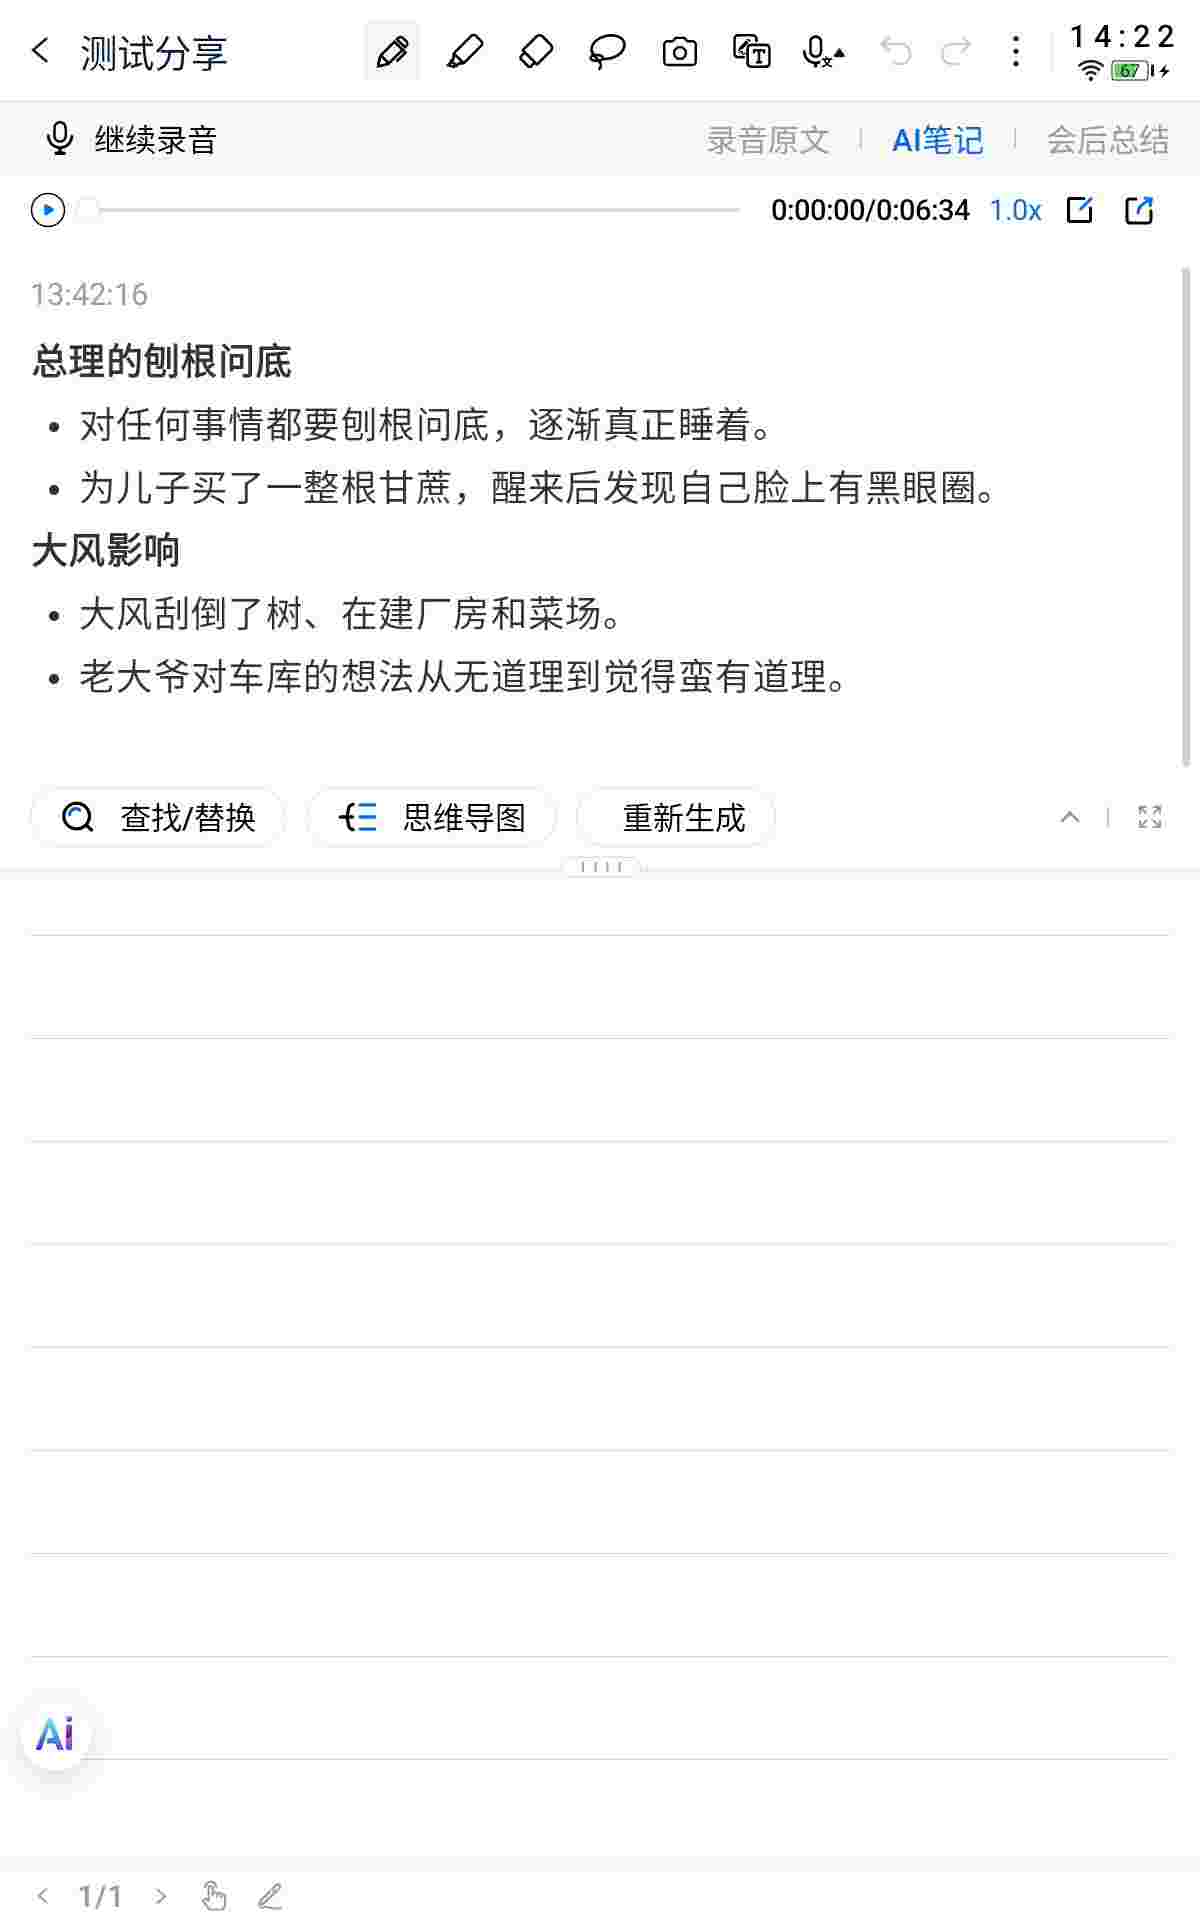 测试分享
14:22
67
继续录音
录音原文
AI笔记
会后总结
0:00:00/0:06:34
1.0x
13:42:16
总理的刨根问底
• 对任何事情都要刨根问底，逐渐真正睡着。
• 为儿子买了一整根甘蔗，醒来后发现自己脸上有黑眼圈。
大风影响
• 大风刮倒了树、在建厂房和菜场。
• 老大爷对车库的想法从无道理到觉得蛮有道理。
查找/替换
思维导图
重新生成
Ai
1/1